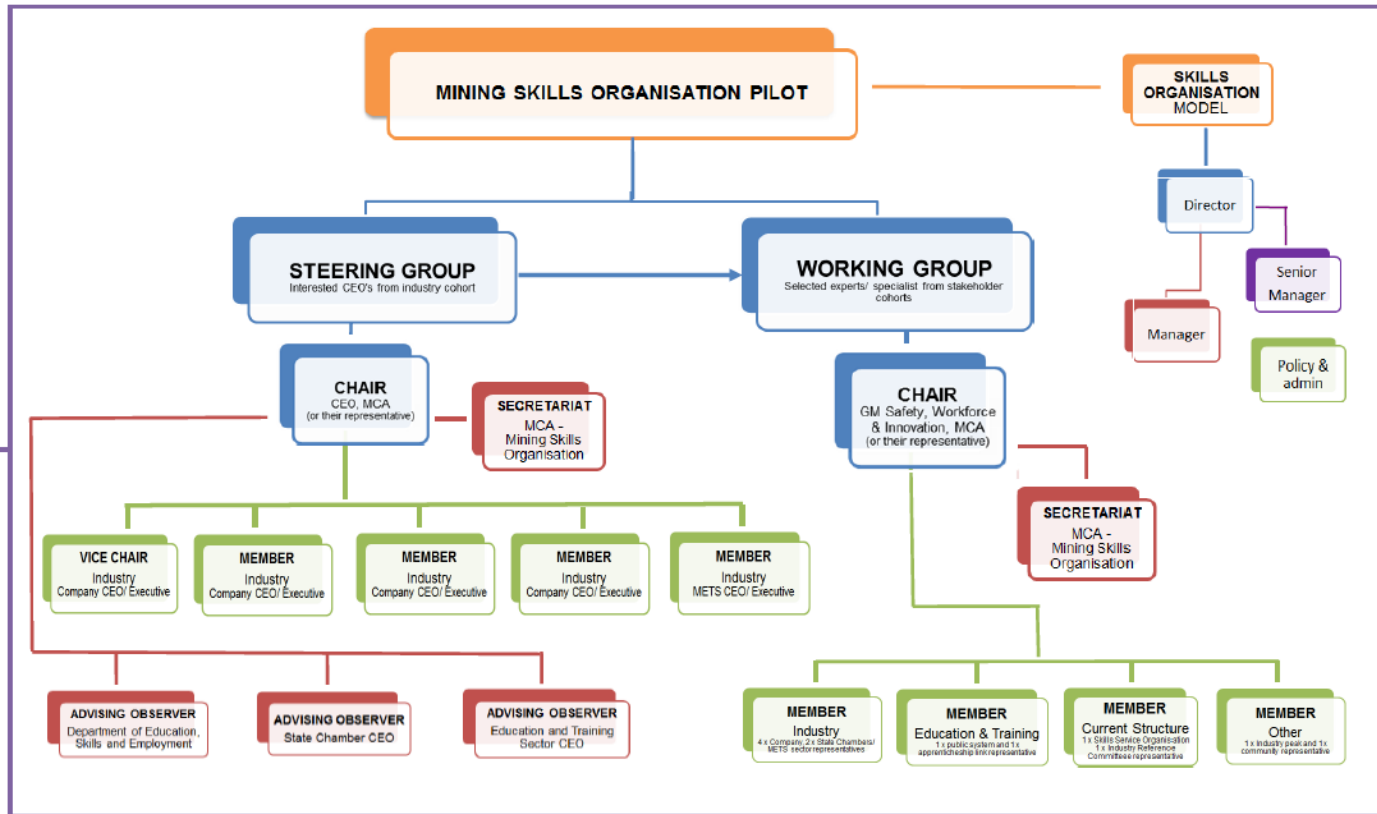 MINING SKILLS ORGANISATION PILOT
SKILLS
ORGANISATION
MODEL
Director
Senior
Manager
Manager
Policy &
admin
STEERING GROUP
Interested CEO's from industry cohort
WORKING GROUP
Selected experts/ specialist from stakeholder
cohorts
CHAIR
CEO, MCA
(or their representative)
SECRETARIAT
MCA -
Mining Skills
Organisation
CHAIR
GM Safety, Workforce
& Innovation, MCA
(or their representative)
SECRETARIAT
MCA -
Mining Skills
Organisation
VICE CHAIR
Industry
Company CEO/ Executive
MEMBER
Industry
Company CEO/ Executive
MEMBER
Industry
Company CEO/ Executive
MEMBER
Industry
Company CEO/ Executive
MEMBER
Industry
METS CEO/ Executive
ADVISING OBSERVER
Department of Education,
Skills and Employment
ADVISING OBSERVER
State Chamber CEO
ADVISING OBSERVER
Education and Training
Sector CEO
MEMBER
Industry
4 x Company, 2 x State Chambers/
METS sector representatives
MEMBER
Education & Training
1 x public system and 1 x
apprenticheship link representative
MEMBER
Current Structure
1 x Skills Service Organisation
1 x Industry Reference
Committeee representative
MEMBER
Other
1 x Industry peak and 1 x
community representative